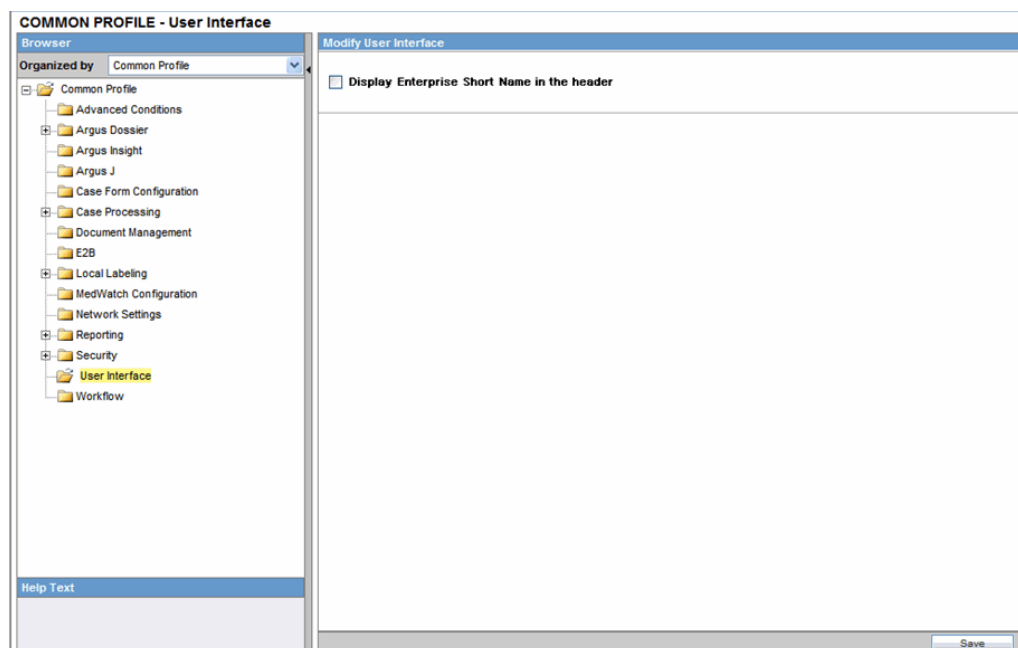 COMMON PROFILE - User Interface
Browser
Organized by Common Profile
Common Profile
Advanced Conditions
Argus Dossier
Argus Insight
Argus J
Case Form Configuration
Case Processing
Document Management
E2B
Local Labeling
MedWatch Configuration
Network Settings
Reporting
Security
User Interface
Workflow
Help Text
Modify User Interface
Display Enterprise Short Name in the header
Save